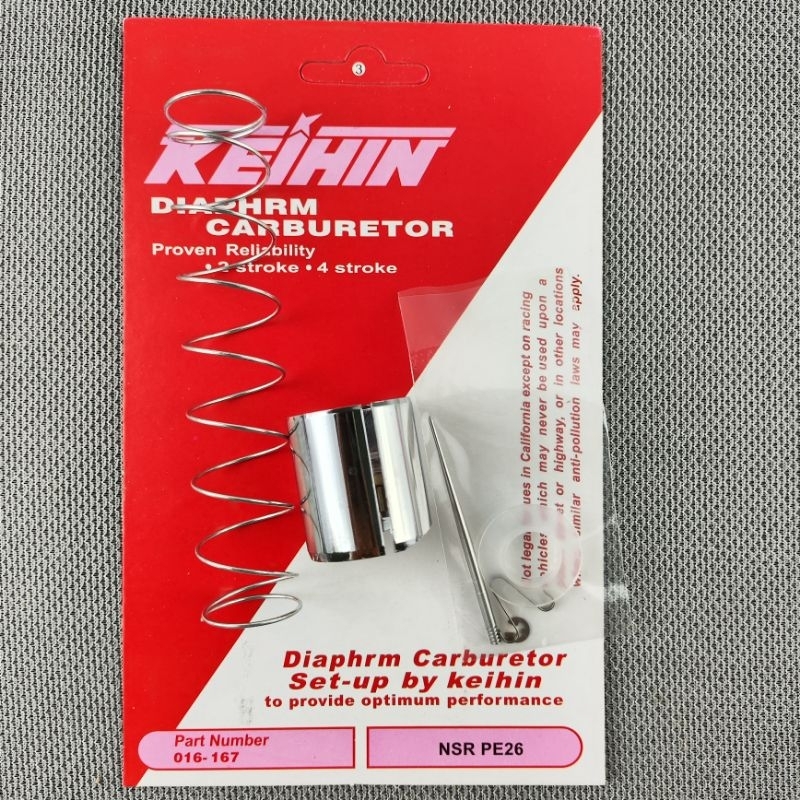 3
KEIHIN
DIAPHRM
CARBURETOR
Proven Reliability
• 2 stroke • 4 stroke
Not legal ues in California except on racing
vehicles which may never be used upon a
or highway, or in other locations
similar anti-pollution laws may apply.
Diaphrm Carburetor
Set-up by keihin
to provide optimum performance
Part Number
016-167
NSR PE26